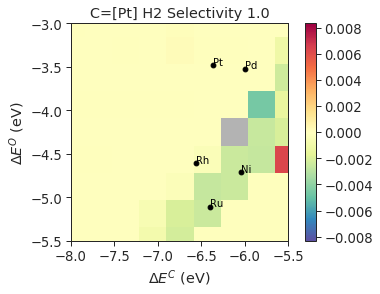 C=[Pt] H2 Selectivity 1.0
−3.0
−3.5
−4.0
−4.5
−5.0
−5.5
ΔE^O (eV)
Pt
Pd
Rh
Ni
Ru
−8.0 −7.5 −7.0 −6.5 −6.0 −5.5
ΔE^C (eV)
0.008
0.006
0.004
0.002
0.000
−0.002
−0.004
−0.006
−0.008